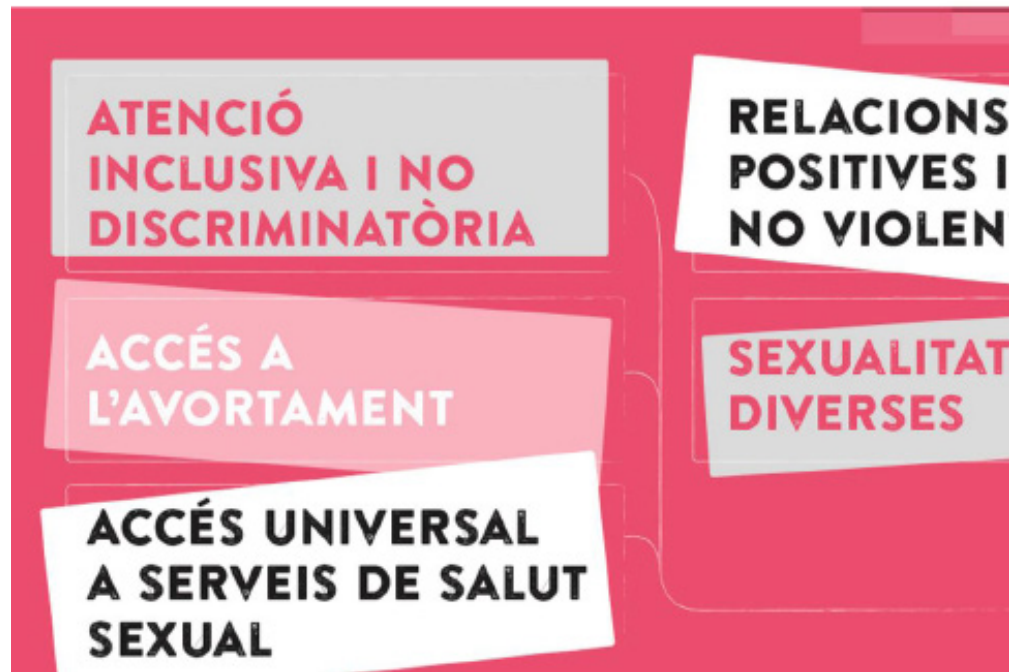 ATENCIÓ
INCLUSIVA I NO
DISCRIMINATÒRIA
ACCÉS A
L'AVORTAMENT
ACCÉS UNIVERSAL
A SERVEIS DE SALUT
SEXUAL
RELACIONS
POSITIVES I
NO VIOLEN
SEXUALITAT
DIVERSES